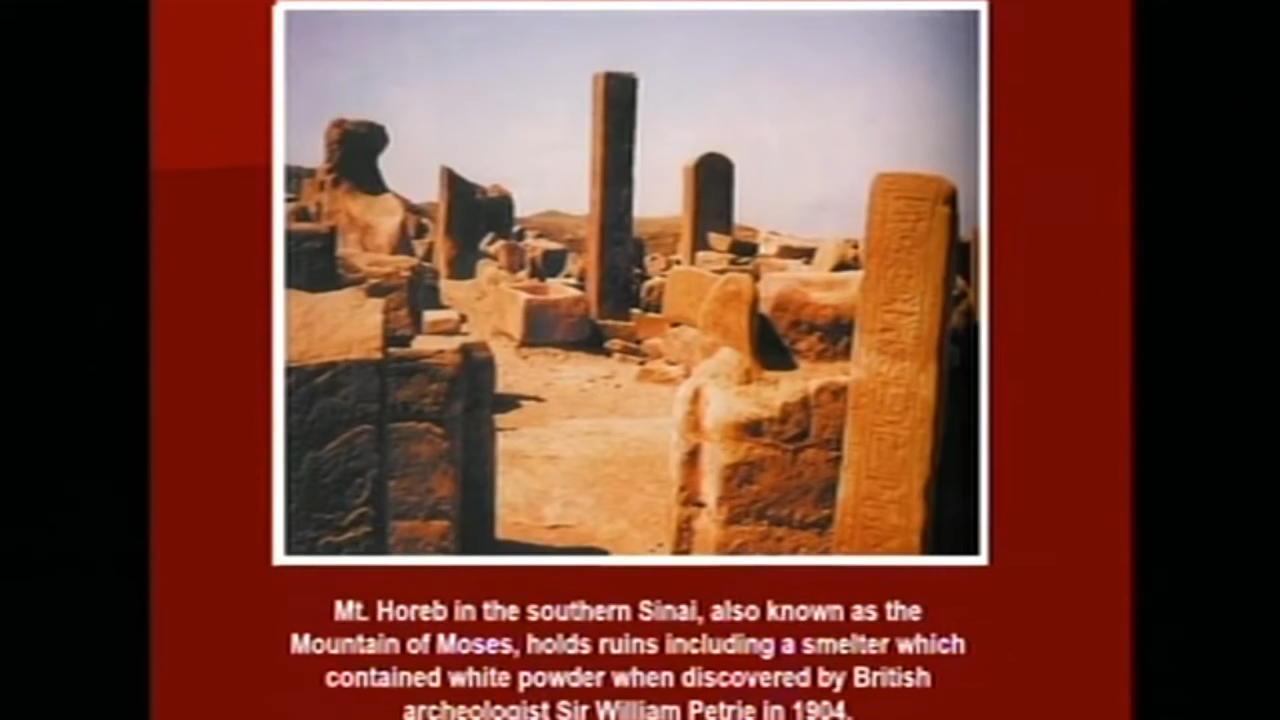 Mt. Horeb in the southern Sinai, also known as the
Mountain of Moses, holds ruins including a smelter which
contained white powder when discovered by British
archeologist Sir William Petrie in 1904.